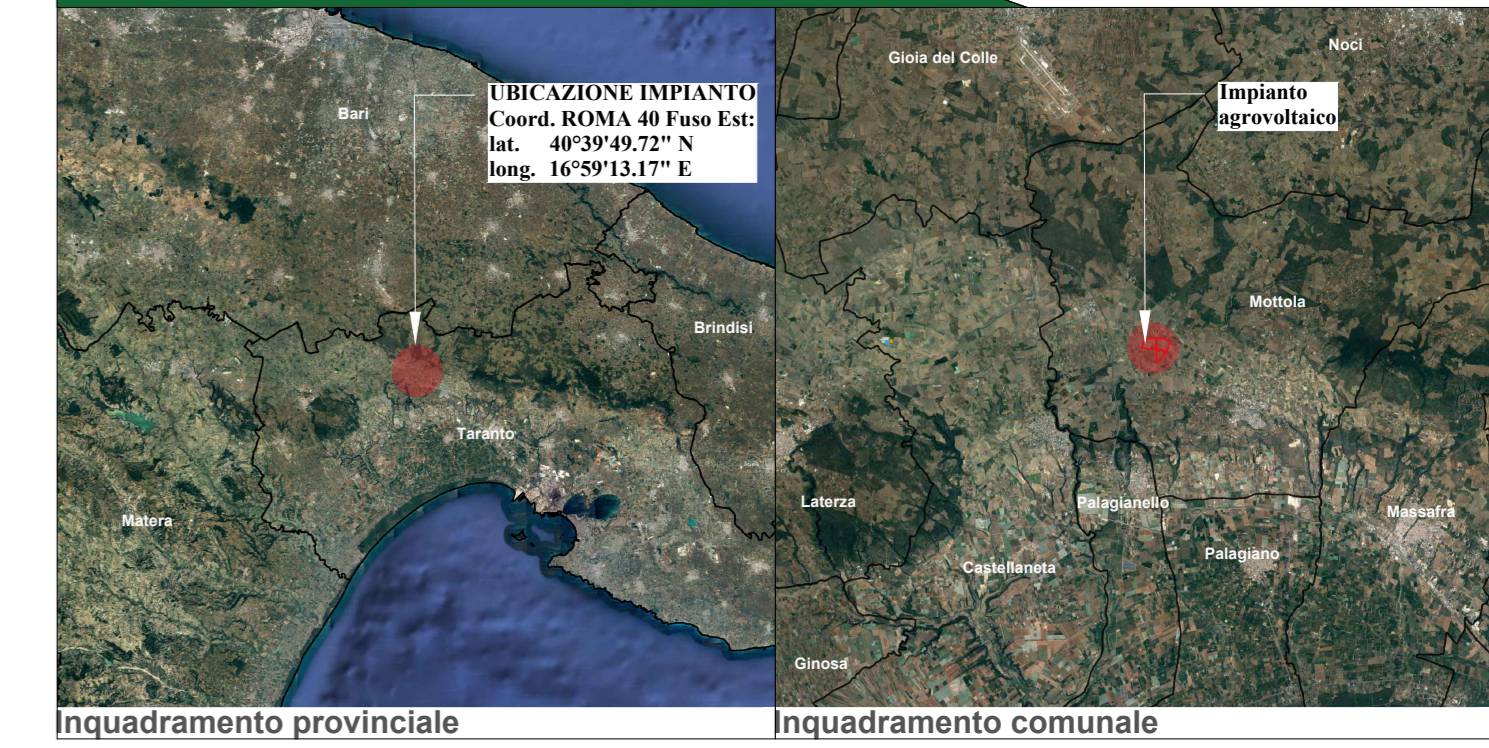 UBICAZIONE IMPIANTO
Coord. ROMA 40 Fuso Est:
lat. 40°39'49.72" N
long. 16°59'13.17" E
Bari
Brindisi
Taranto
Matera
Inquadramento provinciale
Noci
Gioia del Colle
Impianto
agrovoltaico
Mottola
Laterza
Palagianello
Massafra
Palagiano
Castellaneta
Ginosa
Inquadramento comunale